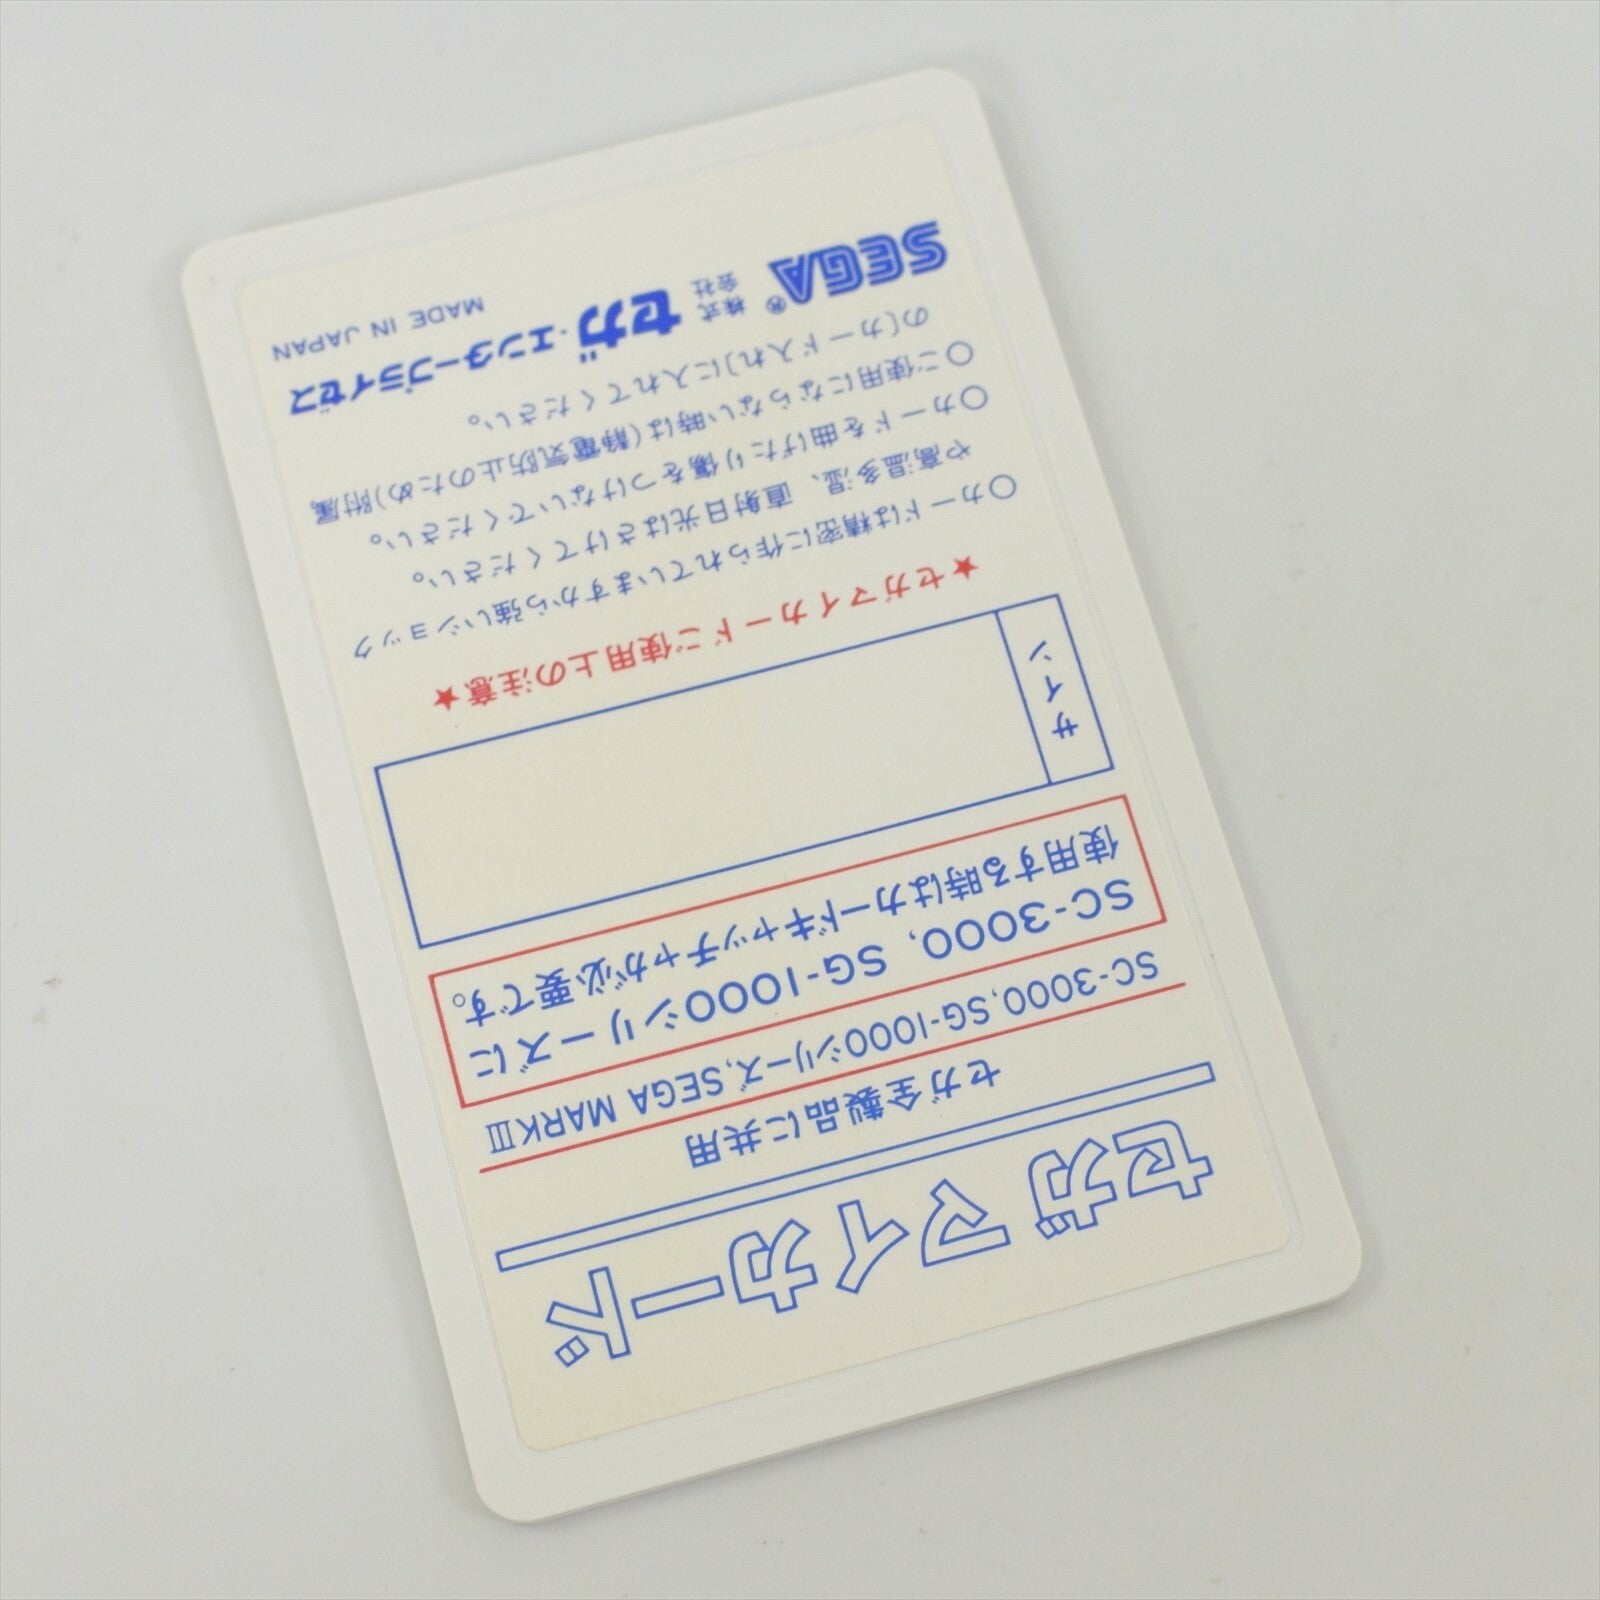 セガマイカード
セガ全製品に共用
SC-3000,SG-1000シリーズ,SEGA MARKⅢ
SC-3000, SG-1000シリーズに
使用する時はカードキャッチャが必要です。
サイン
★セガマイカードご使用上の注意★
○カードは精密に作られていますから強いショック
や高温多湿、直射日光はさけてください。
○カードを曲げたり傷をつけないでください。
○ご使用にならない時は(静電気防止のため)附属
の(カード入れ)に入れてください。
SEGA® 株式会社 セガ・エンタープライゼス
MADE IN JAPAN